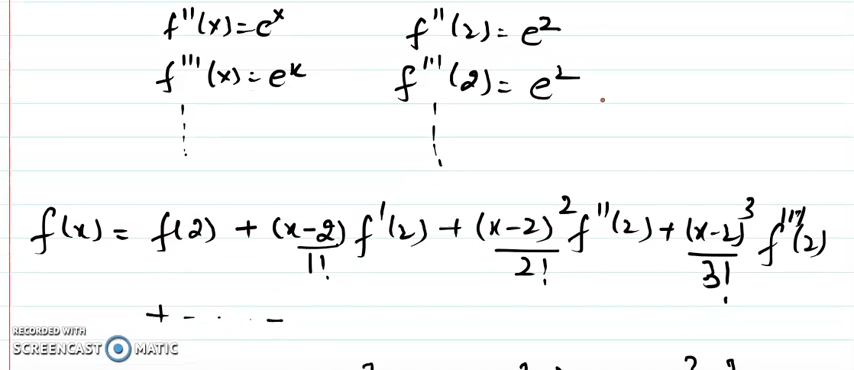 f''(x)=e^x f''(2)=e^2
f'''(x)=e^x f'''(2)=e^2
f(x) = f(2) + (x-2)/1! f'(2) + (x-2)^2/2! f''(2) + (x-2)^3/3! f'''(2)
+ - . . . -
RECORDED WITH
SCREENCAST MATIC